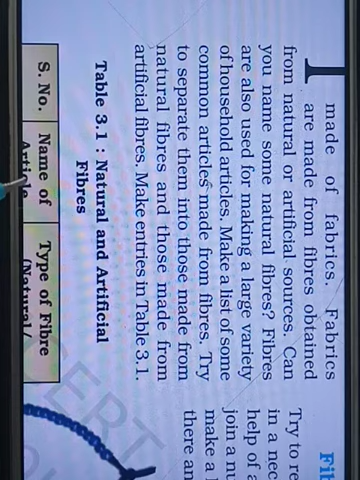 I made of fabrics. Fabrics
are made from fibres obtained
from natural or artificial sources. Can
you name some natural fibres? Fibres
are also used for making a large variety
of household articles. Make a list of some
common articles made from fibres. Try
to separate them into those made from
natural fibres and those made from
artificial fibres. Make entries in Table 3.1.
Table 3.1 : Natural and Artificial
Fibres
S. No. Name of Type of Fibre
Article (Natural/
Fib
Try to re
in a nec
help of a
join a nu
make a l
there an